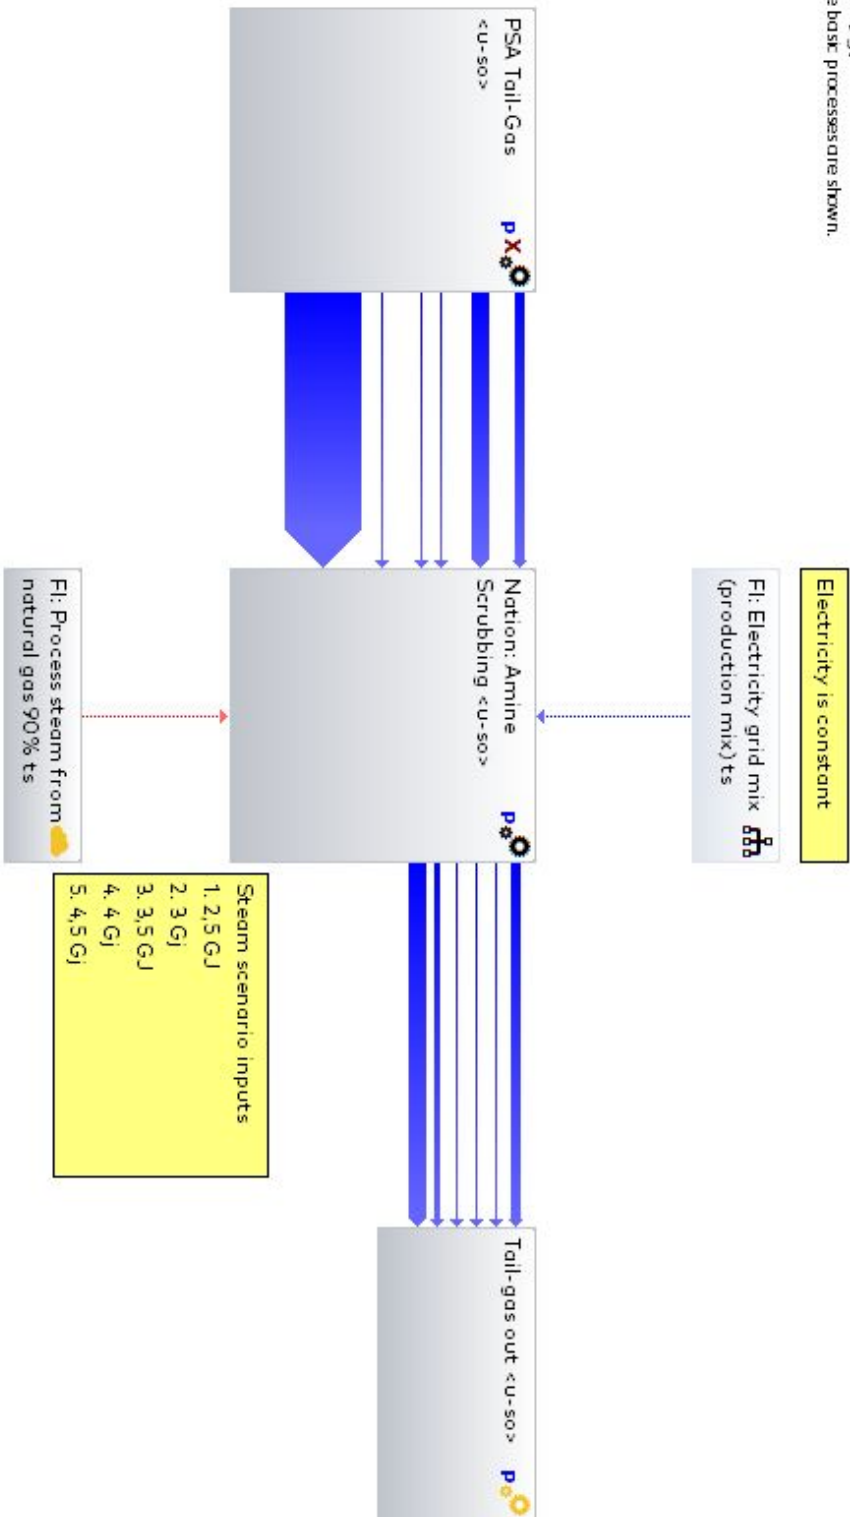 e basic processes are shown.
Electricity is constant
FI: Electricity grid mix
(production mix) ts
PSA Tail-Gas
<u-so>
pX
Nation: Amine
Scrubbing <u-so>
p
Tail-gas out <u-so>
p
Steam scenario inputs
1. 2,5 GJ
2. 3 Gj
3. 3,5 GJ
4. 4 Gj
5. 4,5 Gj
FI: Process steam from
natural gas 90% ts